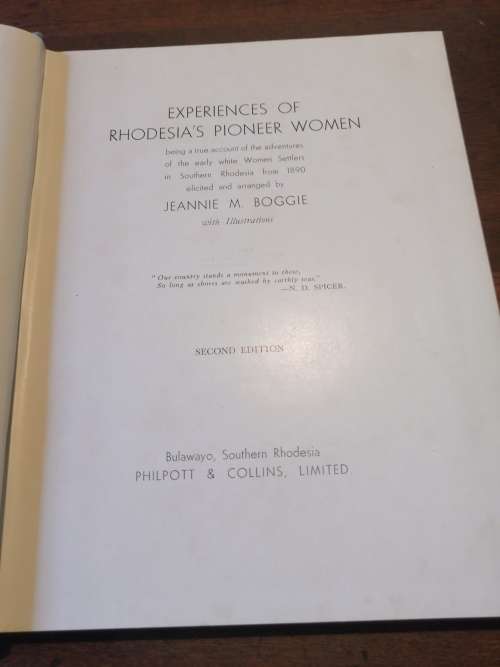 EXPERIENCES OF
RHODESIA'S PIONEER WOMEN
being a true account of the adventures
of the early white Women Settlers
in Southern Rhodesia from 1890
elicited and arranged by
JEANNIE M. BOGGIE
with Illustrations
"Our country stands a monument to these,
So long as shores are washed by earthly seas."
—N. D. SPICER.
SECOND EDITION
Bulawayo, Southern Rhodesia
PHILPOTT & COLLINS, LIMITED